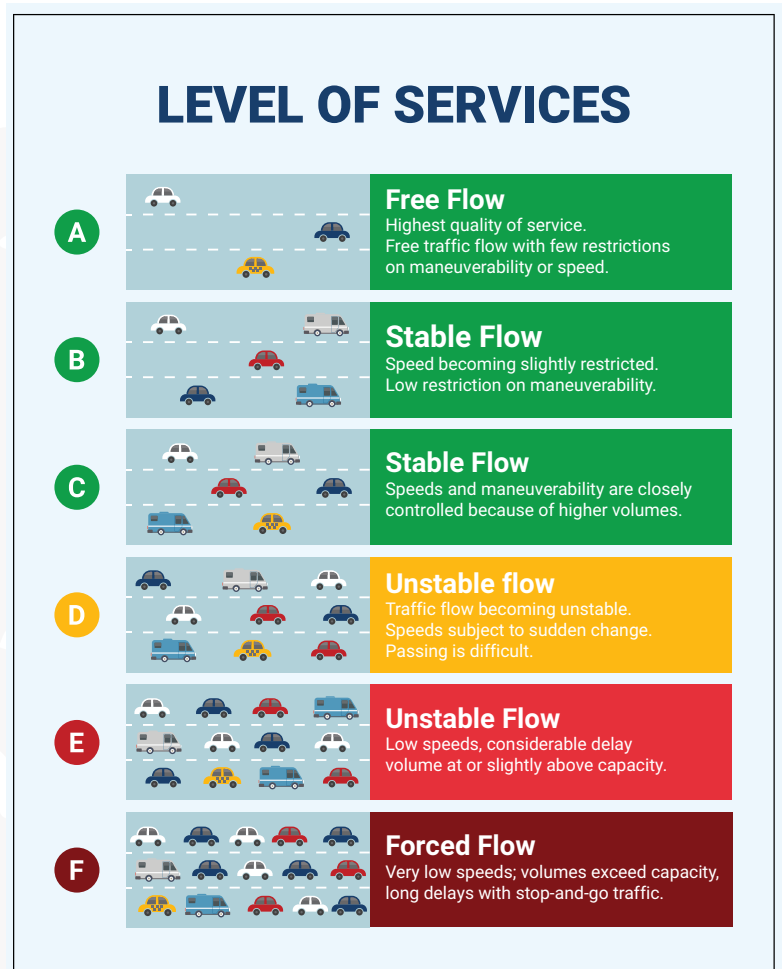 LEVEL OF SERVICES
A
Free Flow
Highest quality of service.
Free traffic flow with few restrictions
on maneuverability or speed.
B
Stable Flow
Speed becoming slightly restricted.
Low restriction on maneuverability.
C
Stable Flow
Speeds and maneuverability are closely
controlled because of higher volumes.
D
Unstable flow
Traffic flow becoming unstable.
Speeds subject to sudden change.
Passing is difficult.
E
Unstable Flow
Low speeds, considerable delay
volume at or slightly above capacity.
F
Forced Flow
Very low speeds; volumes exceed capacity,
long delays with stop-and-go traffic.